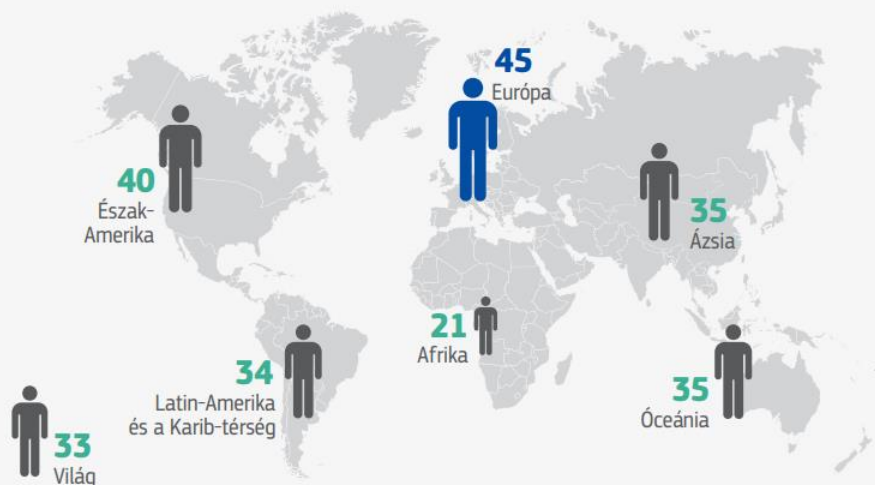 45
Európa
40
Észak-
Amerika
35
Ázsia
21
Afrika
34
Latin-Amerika
és a Karib-térség
35
Óceánia
33
Világ